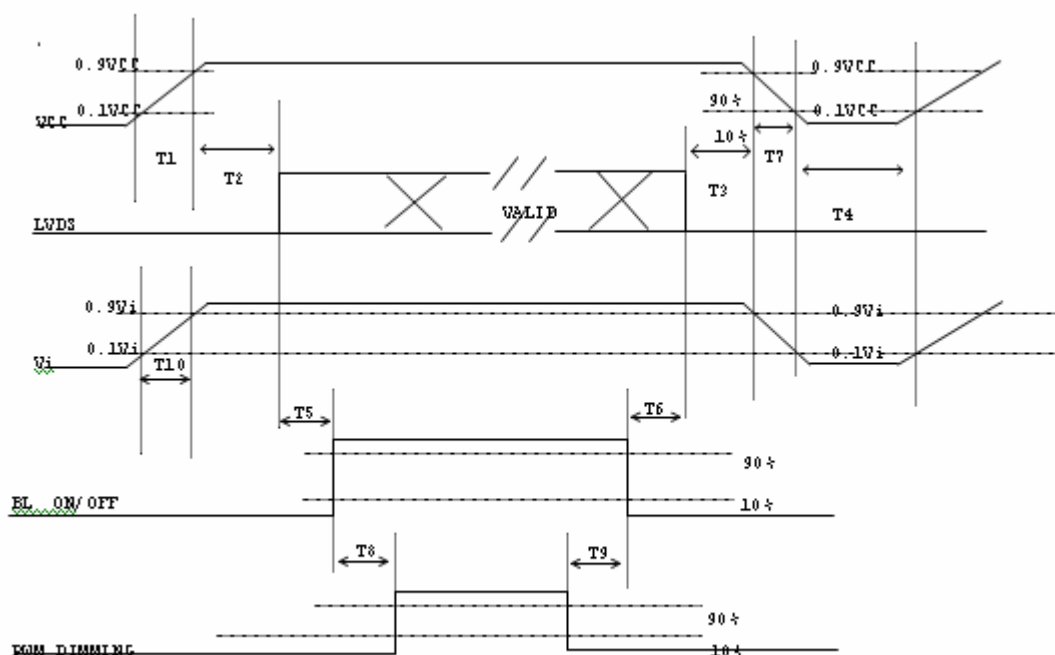 0.9VCC 0.9VCC
90%
0.1VCC 0.1VCC
VCC
10%
T1 T2 T3 T7
VALID T4
LVDS
0.9Vi 0.9Vi
0.1Vi 0.1Vi
Vi T10
T5 T6
90%
BL ON/OFF 10%
T8 T9
90%
PWM DIMMING 10%